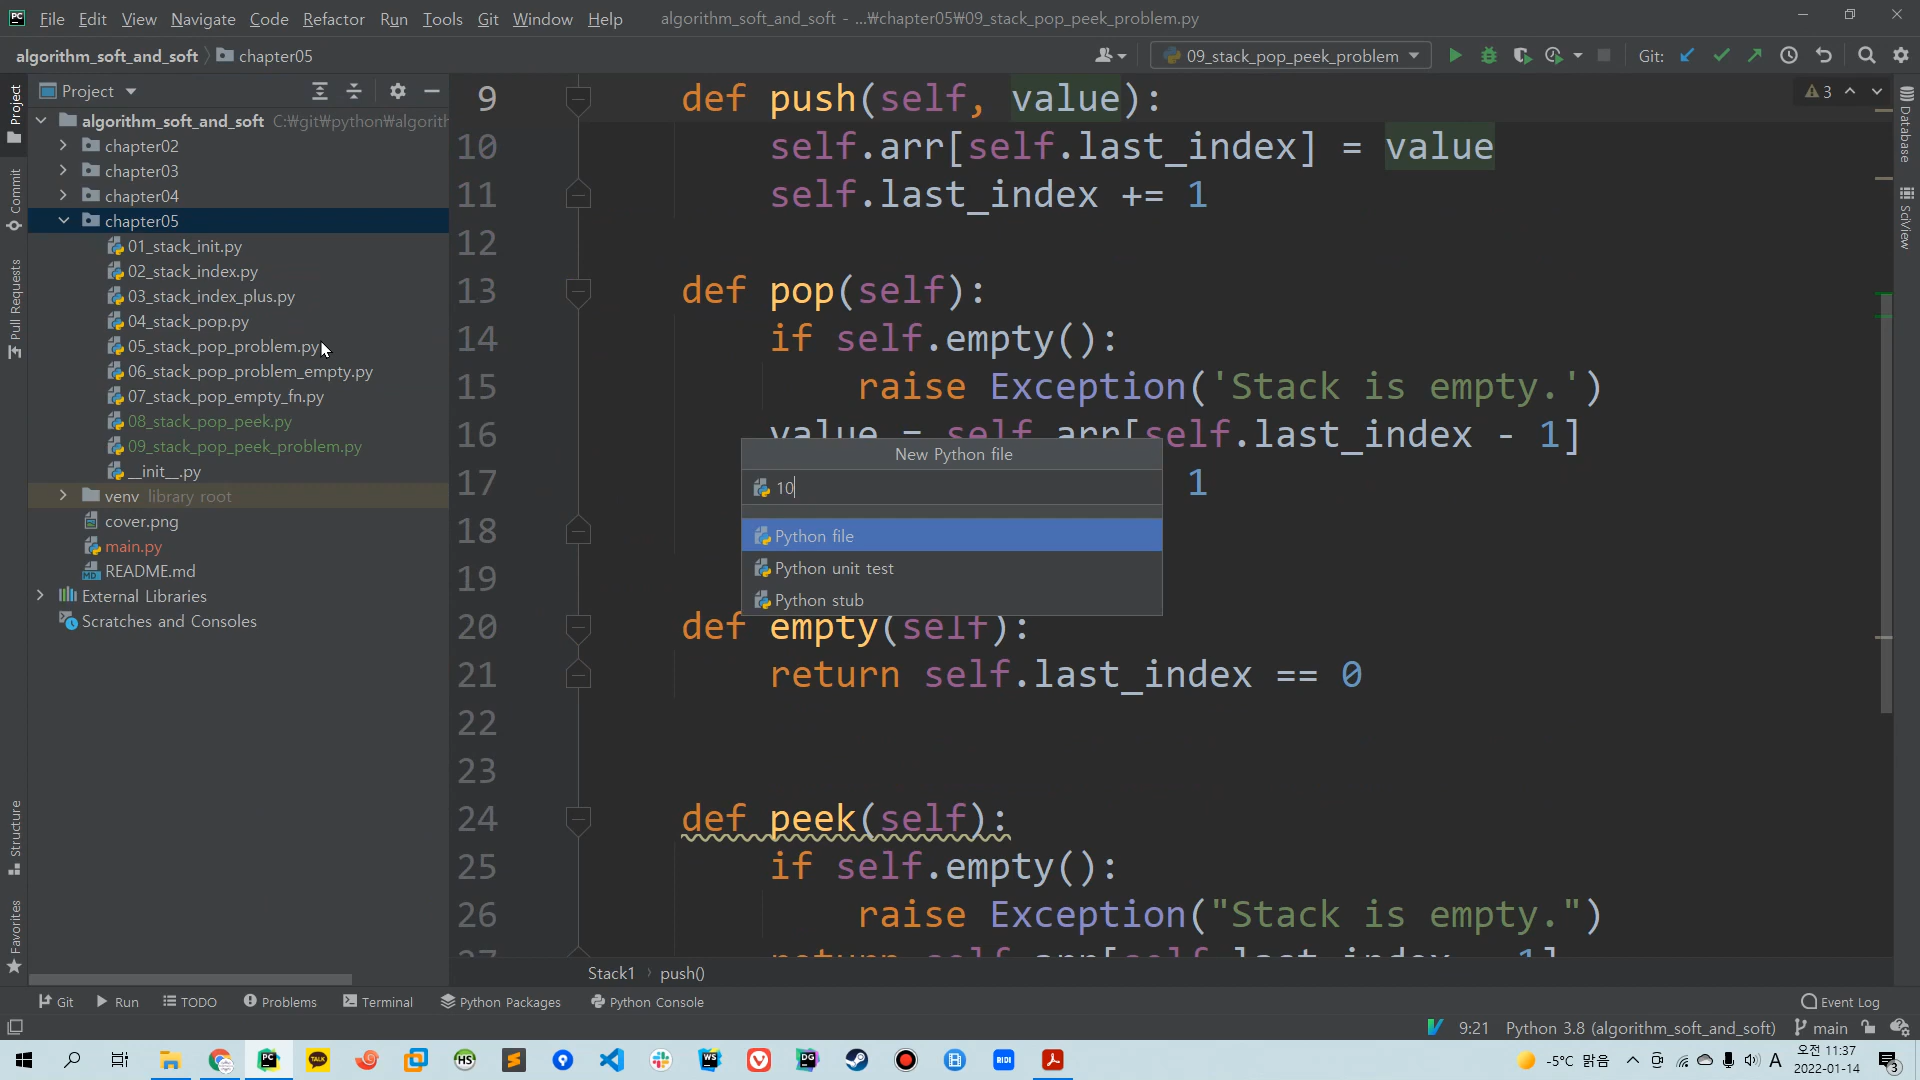 File Edit View Navigate Code Refactor Run Tools Git Window Help algorithm_soft_and_soft - ...₩chapter05₩09_stack_pop_peek_problem.py
algorithm_soft_and_soft chapter05 09_stack_pop_peek_problem Git:
Project
algorithm_soft_and_soft C:₩git₩python₩algorith
chapter02
chapter03
chapter04
chapter05
01_stack_init.py
02_stack_index.py
03_stack_index_plus.py
04_stack_pop.py
05_stack_pop_problem.py
06_stack_pop_problem_empty.py
07_stack_pop_empty_fn.py
08_stack_pop_peek.py
09_stack_pop_peek_problem.py
__init__.py
venv library root
cover.png
main.py
README.md
External Libraries
Scratches and Consoles
Project
Commit
Pull Requests
Structure
Favorites
9 def push(self, value):
10 self.arr[self.last_index] = value
11 self.last_index += 1
12
13 def pop(self):
14 if self.empty():
15 raise Exception('Stack is empty.')
16 value = self.arr[self.last_index - 1]
17 1
18
19
20 def empty(self):
21 return self.last_index == 0
22
23
24 def peek(self):
25 if self.empty():
26 raise Exception("Stack is empty.")
27 return self.arr[self.last_index - 1]
New Python file
10
Python file
Python unit test
Python stub
3
Database
SciView
Stack1 push()
Git Run TODO Problems Terminal Python Packages Python Console Event Log
9:21 Python 3.8 (algorithm_soft_and_soft) main
-5°C 맑음 A 오전 11:37
2022-01-14
3